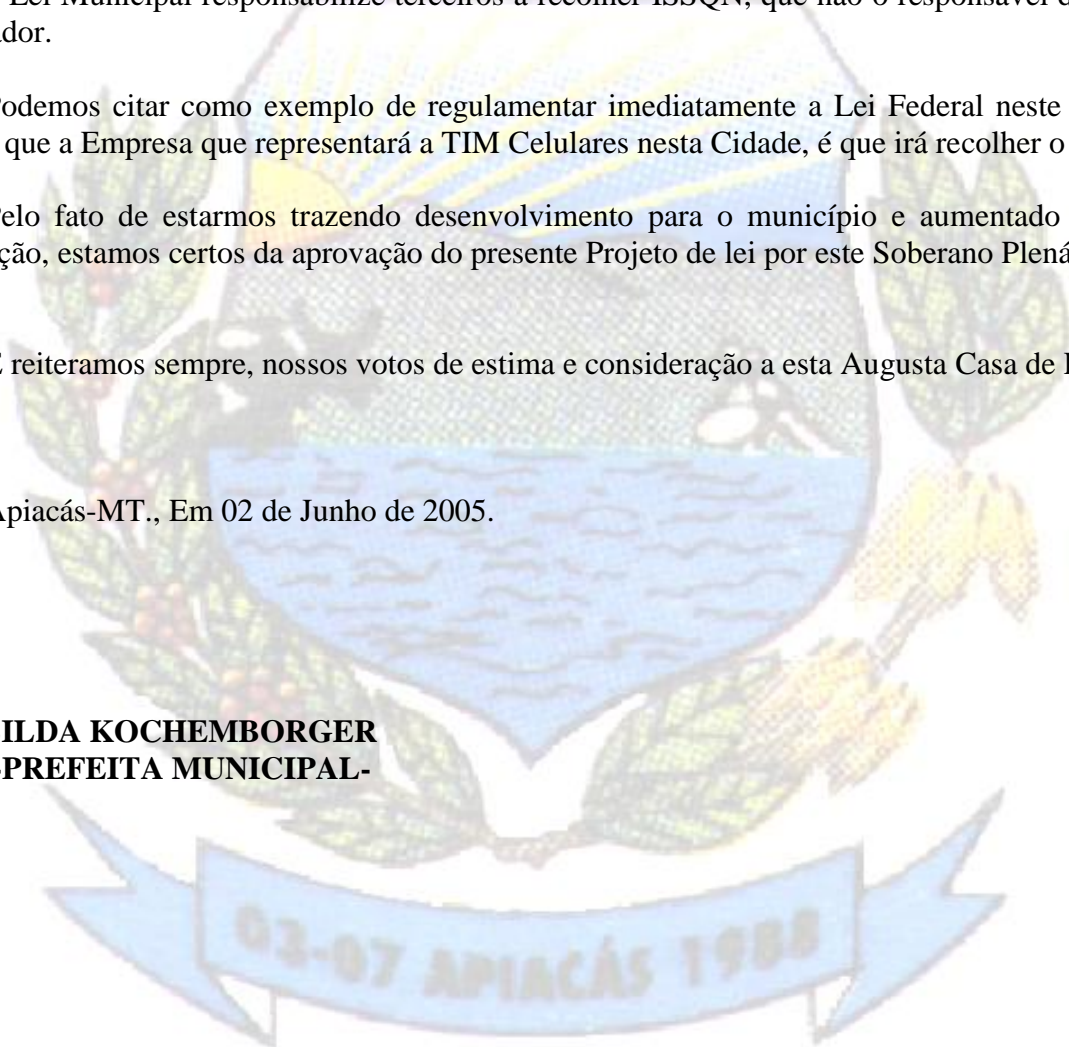 Lei Municipal responsabilize terceiros a recolher ISSQN, que não o responsável d
ador.
Podemos citar como exemplo de regulamentar imediatamente a Lei Federal neste
que a Empresa que representará a TIM Celulares nesta Cidade, é que irá recolher o
Pelo fato de estarmos trazendo desenvolvimento para o município e aumentado
ção, estamos certos da aprovação do presente Projeto de lei por este Soberano Plená
E reiteramos sempre, nossos votos de estima e consideração a esta Augusta Casa de
Apiacás-MT., Em 02 de Junho de 2005.
ILDA KOCHEMBORGER
-PREFEITA MUNICIPAL-
03-07 APIACÁS 1988